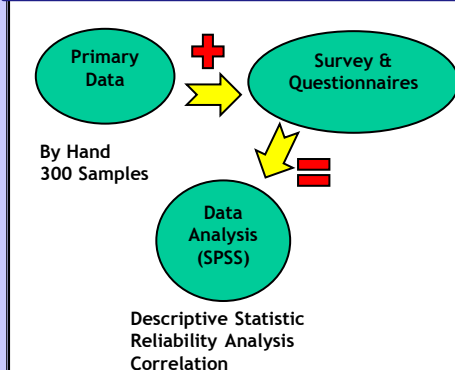 Primary
Data
Survey &
Questionnaires
By Hand
300 Samples
Data
Analysis
(SPSS)
Descriptive Statistic
Reliability Analysis
Correlation